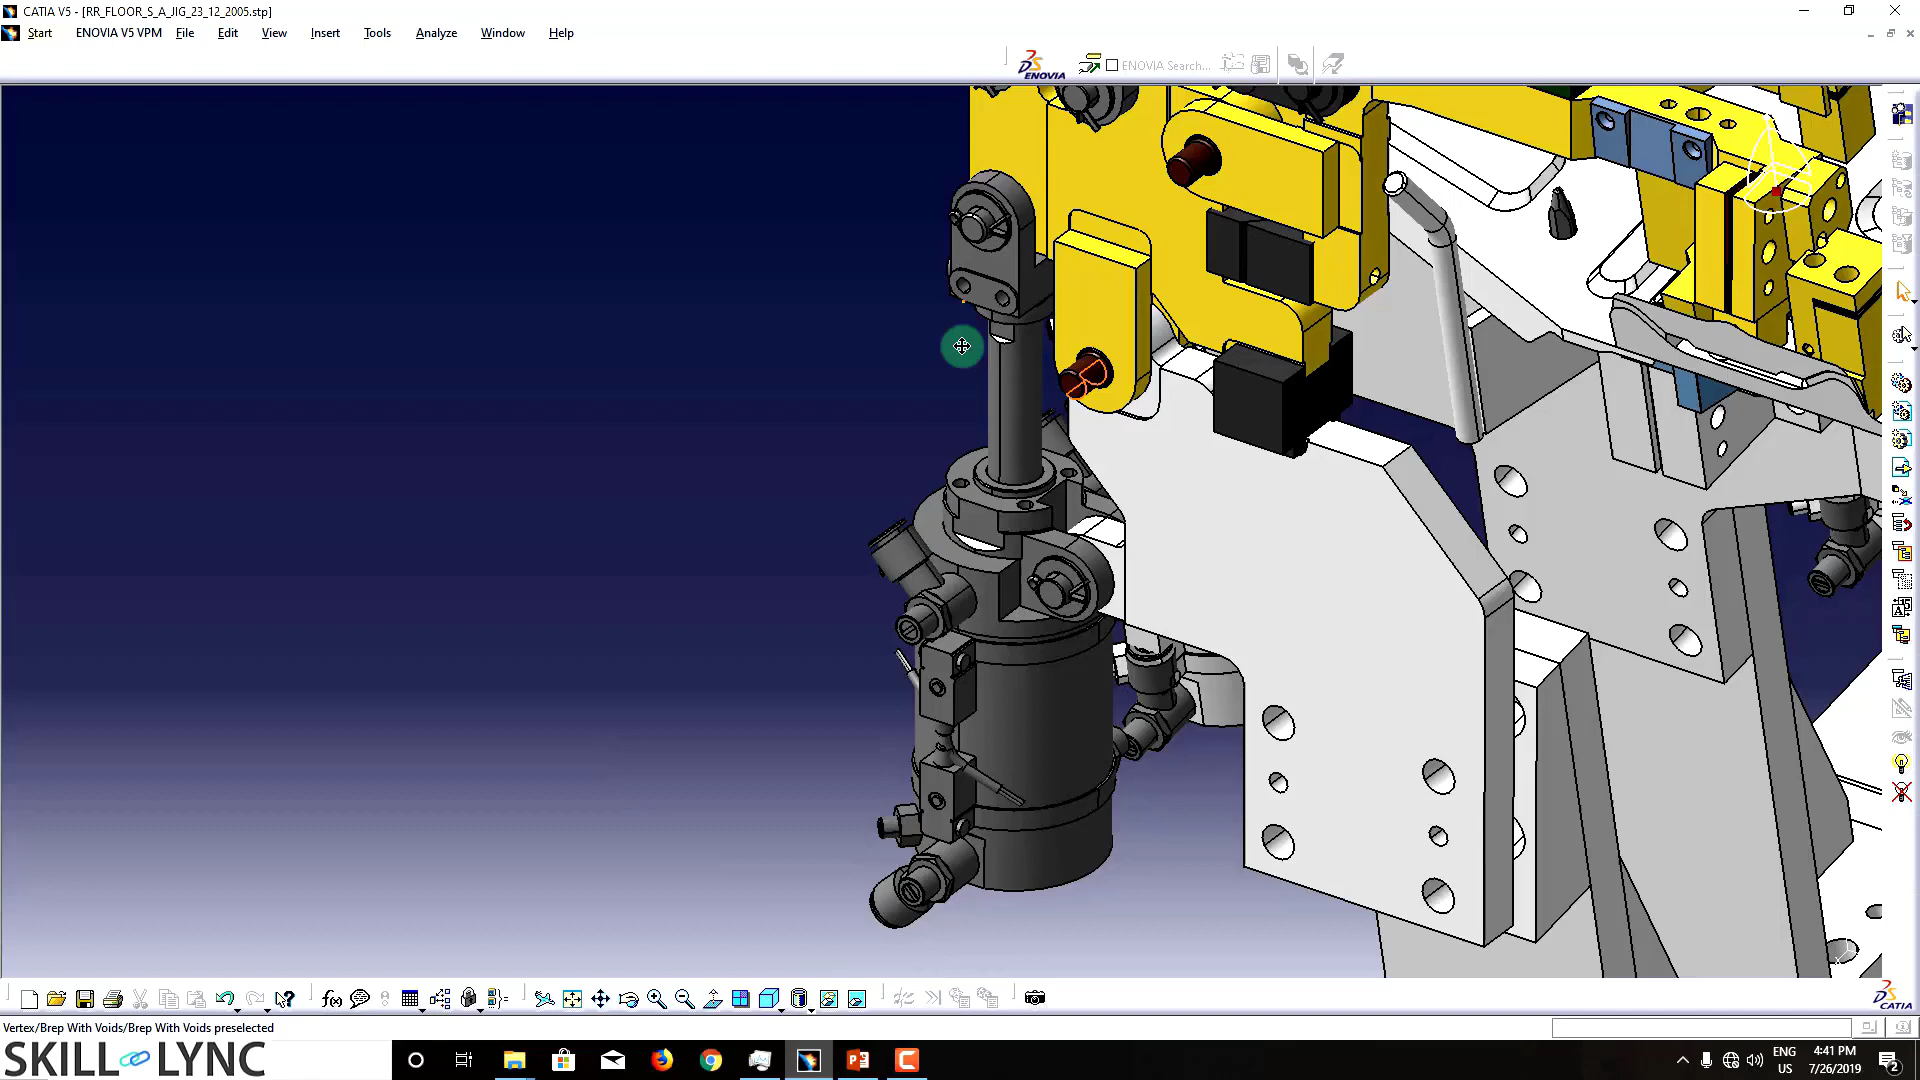 CATIA V5 - [RR_FLOOR_S_A_JIG_23_12_2005.stp]
Start ENOVIA V5 VPM File Edit View Insert Tools Analyze Window Help
ENOVIA
ENOVIA Search...
CATIA
Vertex/Brep With Voids/Brep With Voids preselected
SKILL LYNC
ENG
US
4:41 PM
7/26/2019
2